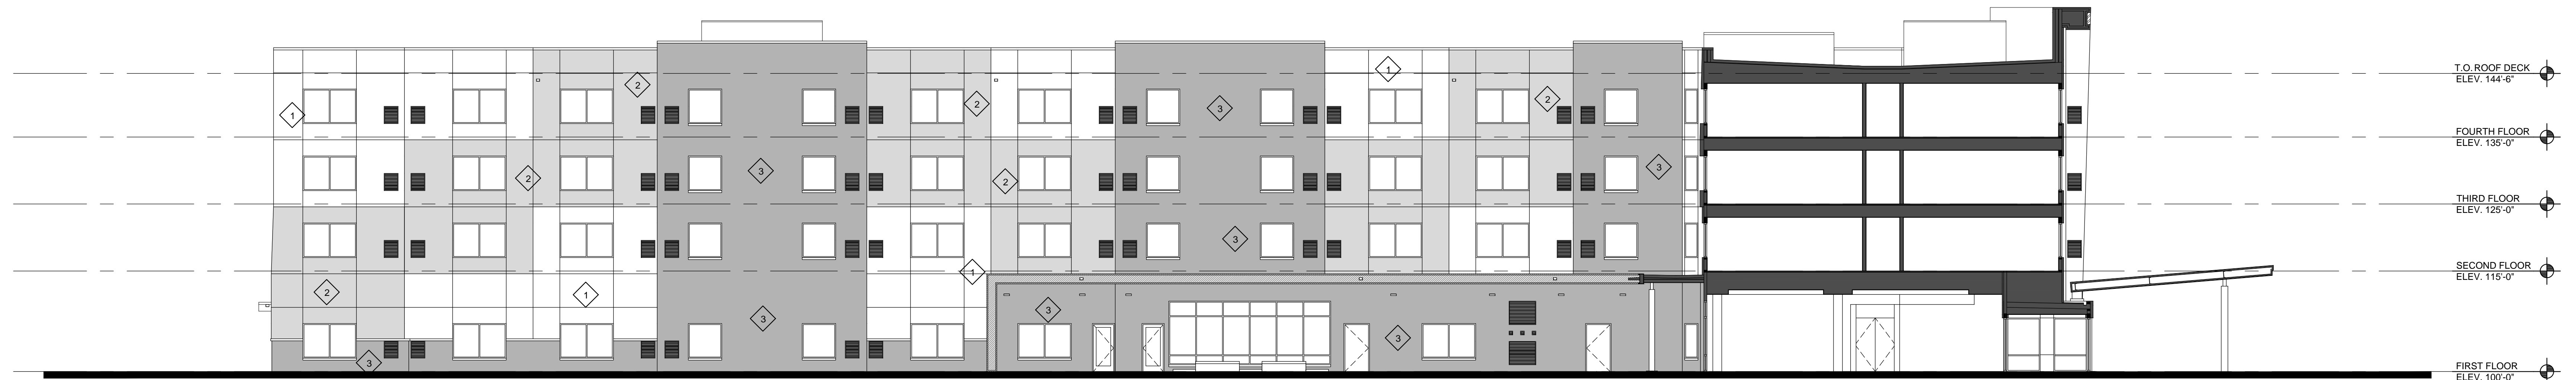 T.O. ROOF DECK
ELEV. 144'-6"
1
2
2
3
1
2
FOURTH FLOOR
ELEV. 135'-0"
2
3
2
3
THIRD FLOOR
ELEV. 125'-0"
3
SECOND FLOOR
ELEV. 115'-0"
2
1
3
1
3
3
3
FIRST FLOOR
ELEV. 100'-0"